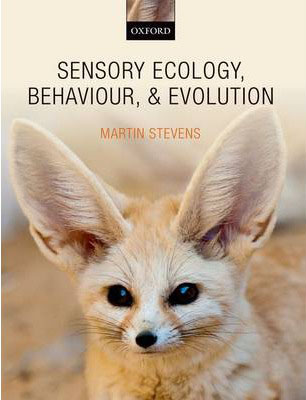 OXFORD
SENSORY ECOLOGY,
BEHAVIOUR, & EVOLUTION
MARTIN STEVENS